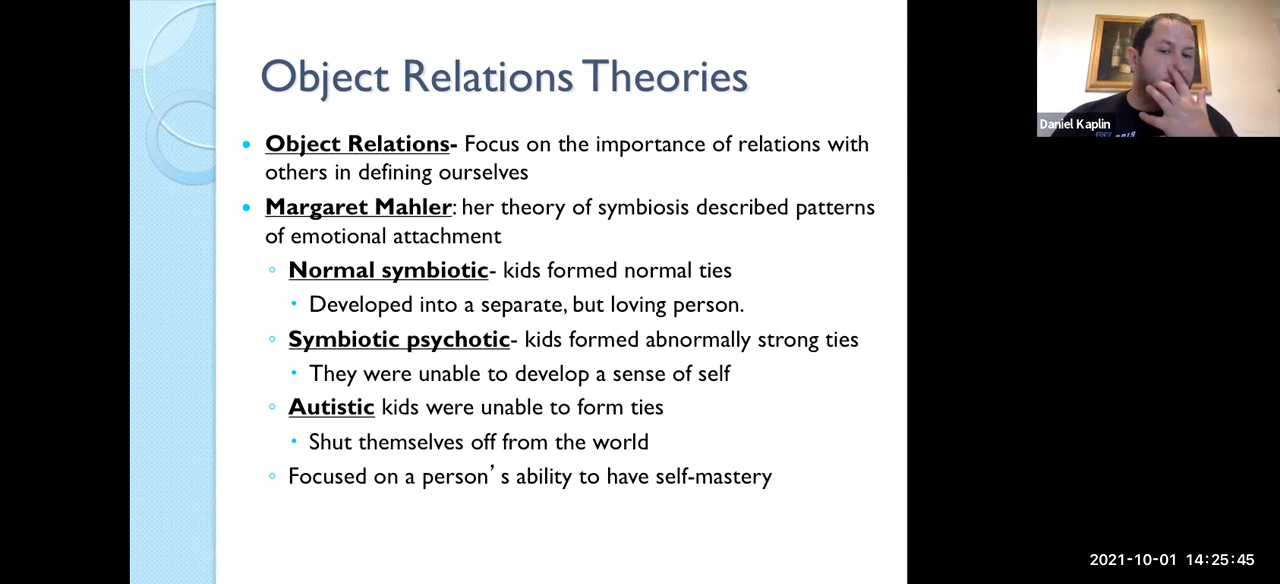 Object Relations Theories
Object Relations- Focus on the importance of relations with
others in defining ourselves
Margaret Mahler: her theory of symbiosis described patterns
of emotional attachment
Normal symbiotic- kids formed normal ties
Developed into a separate, but loving person.
Symbiotic psychotic- kids formed abnormally strong ties
They were unable to develop a sense of self
Autistic kids were unable to form ties
Shut themselves off from the world
Focused on a person’s ability to have self-mastery
Daniel Kaplin
2021-10-01 14:25:45